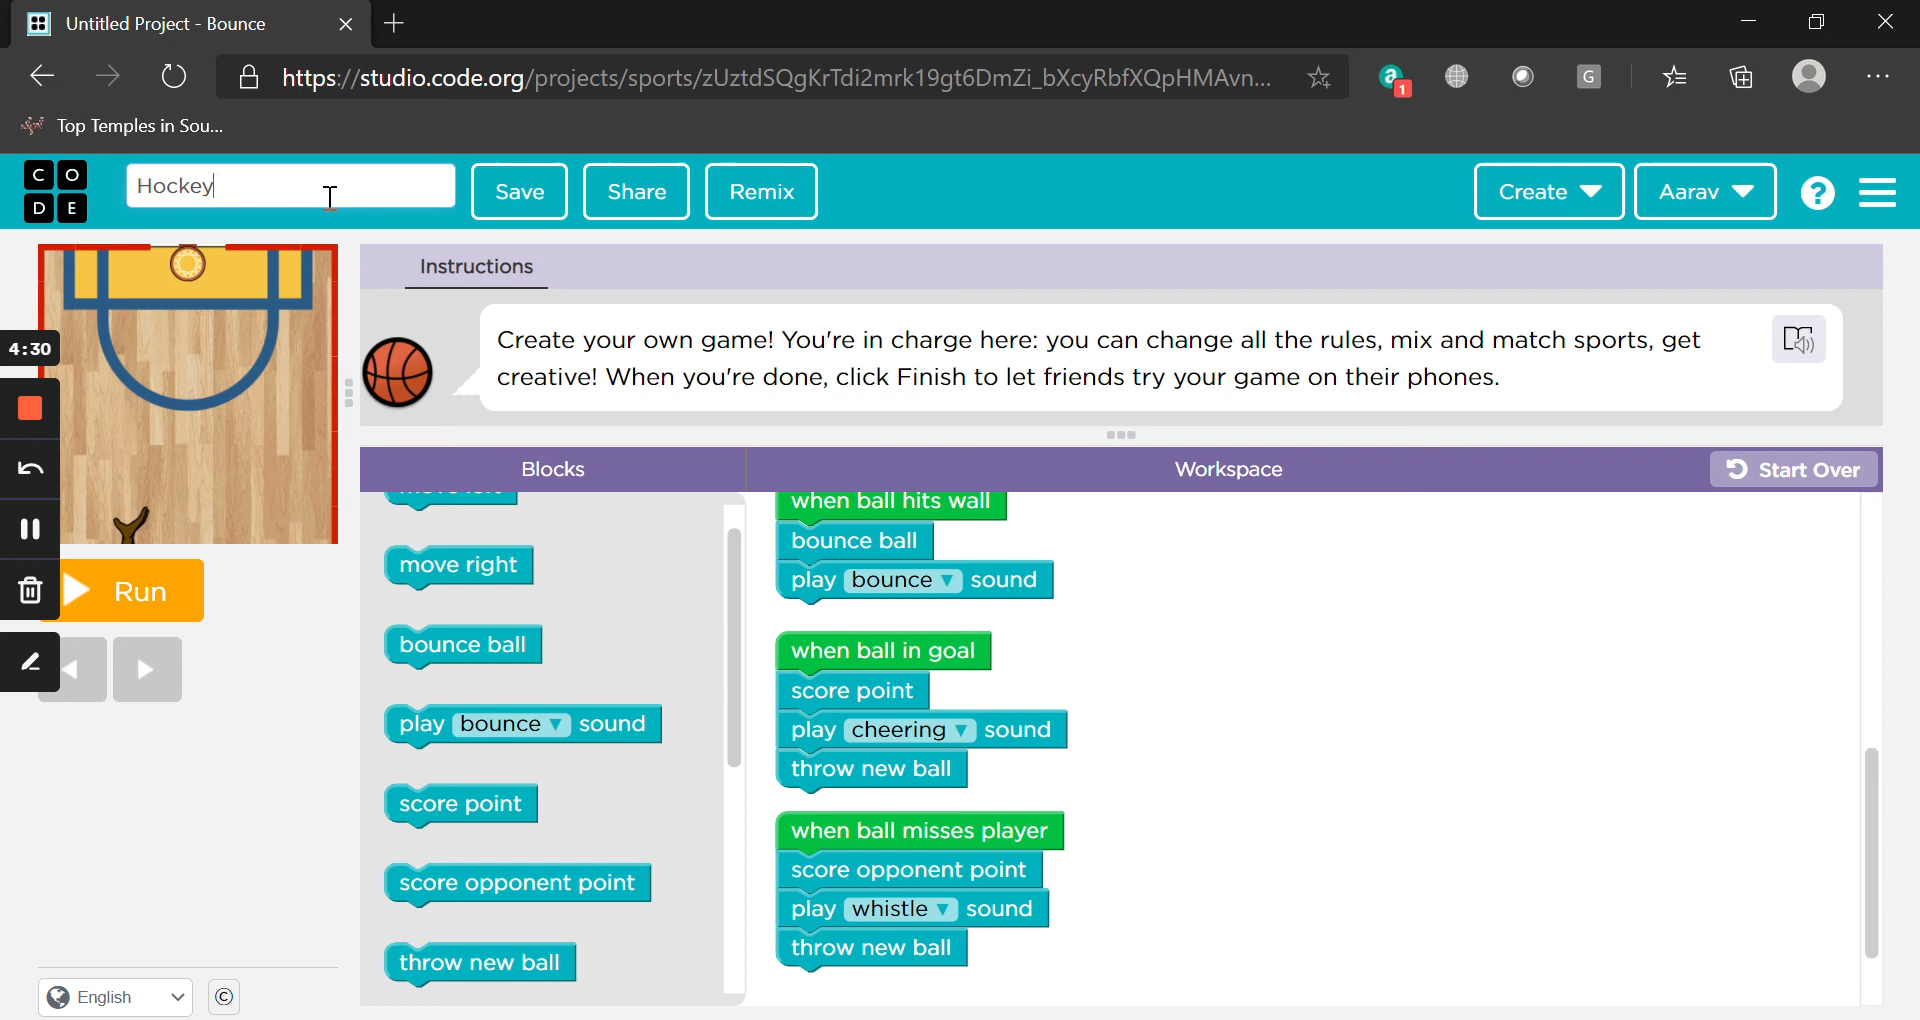 Untitled Project - Bounce
https://studio.code.org/projects/sports/zUztdSQgKrTdi2mrk19gt6DmZi_bXcyRbfXQpHMAvn...
a 1 G
Top Temples in Sou...
C O
D E
Hockey
Save
Share
Remix
Create
Aarav
?
Instructions
Create your own game! You're in charge here: you can change all the rules, mix and match sports, get
creative! When you're done, click Finish to let friends try your game on their phones.
4:30
Blocks
Workspace
Start Over
move right
bounce ball
play bounce sound
score point
score opponent point
throw new ball
when ball hits wall
bounce ball
play bounce sound
when ball in goal
score point
play cheering sound
throw new ball
when ball misses player
score opponent point
play whistle sound
throw new ball
Run
English
©